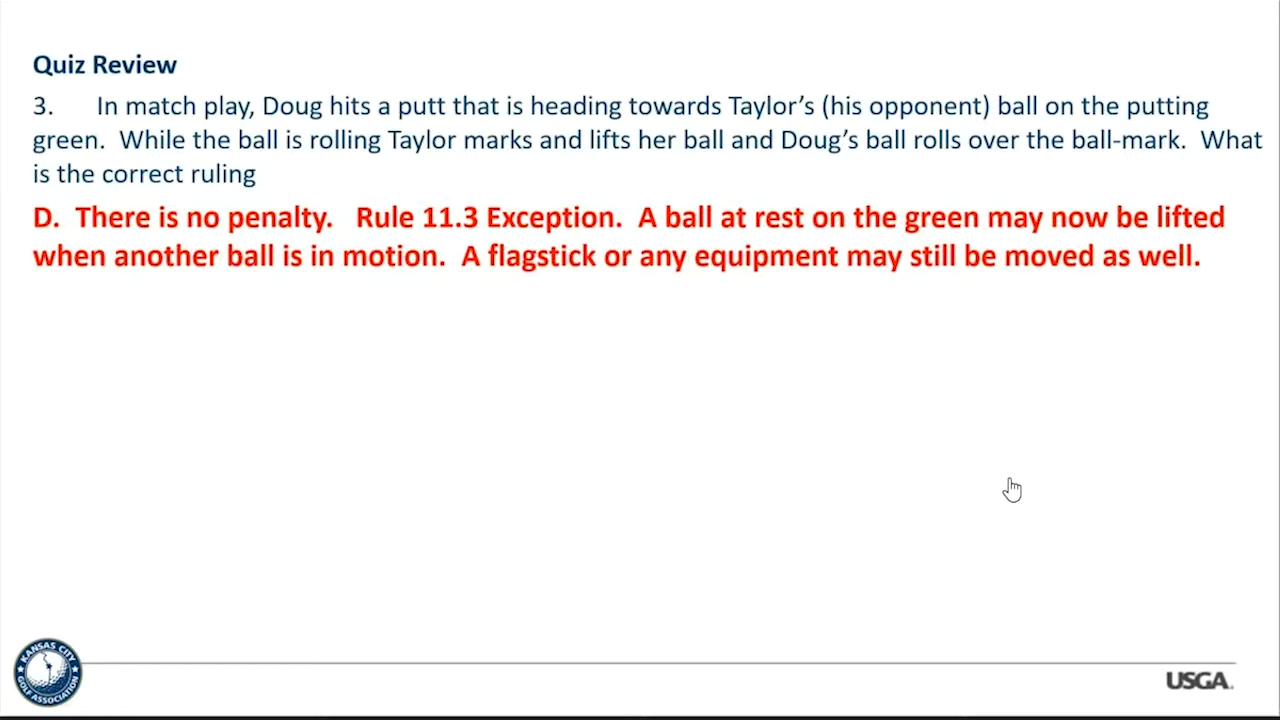 Quiz Review
3. In match play, Doug hits a putt that is heading towards Taylor’s (his opponent) ball on the putting
green. While the ball is rolling Taylor marks and lifts her ball and Doug’s ball rolls over the ball-mark. What
is the correct ruling
D. There is no penalty. Rule 11.3 Exception. A ball at rest on the green may now be lifted
when another ball is in motion. A flagstick or any equipment may still be moved as well.
KANSAS CITY
GOLF ASSOCIATION
USGA.